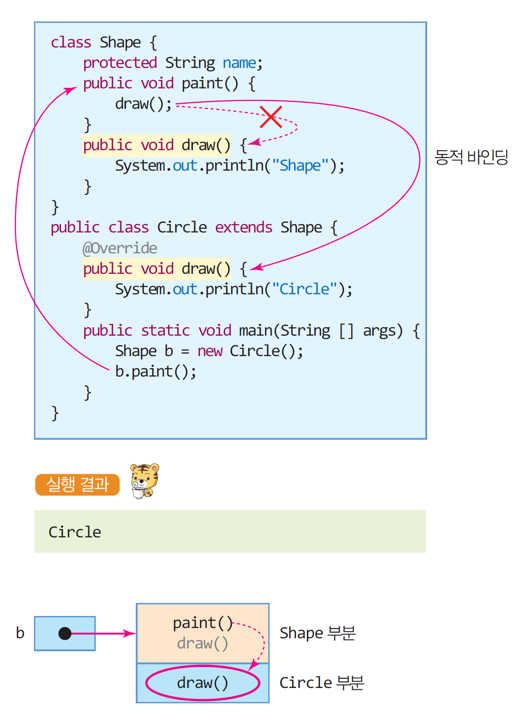 class Shape {
protected String name;
public void paint() {
draw();
}
public void draw() {
System.out.println("Shape");
}
}
public class Circle extends Shape {
@Override
public void draw() {
System.out.println("Circle");
}
public static void main(String [] args) {
Shape b = new Circle();
b.paint();
}
}
동적 바인딩
실행 결과
Circle
b
paint()
draw()
Shape 부분
draw()
Circle 부분